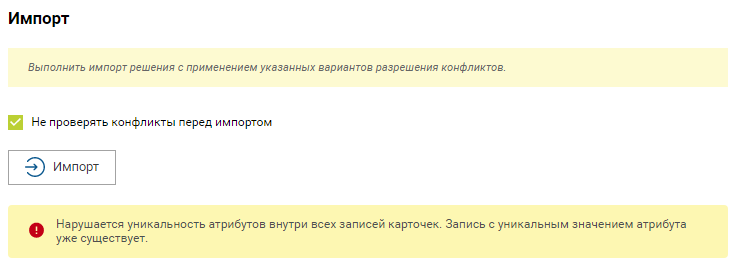 Импорт
Выполнить импорт решения с применением указанных вариантов разрешения конфликтов.
Не проверять конфликты перед импортом
Импорт
Нарушается уникальность атрибутов внутри всех записей карточек. Запись с уникальным значением атрибута
уже существует.